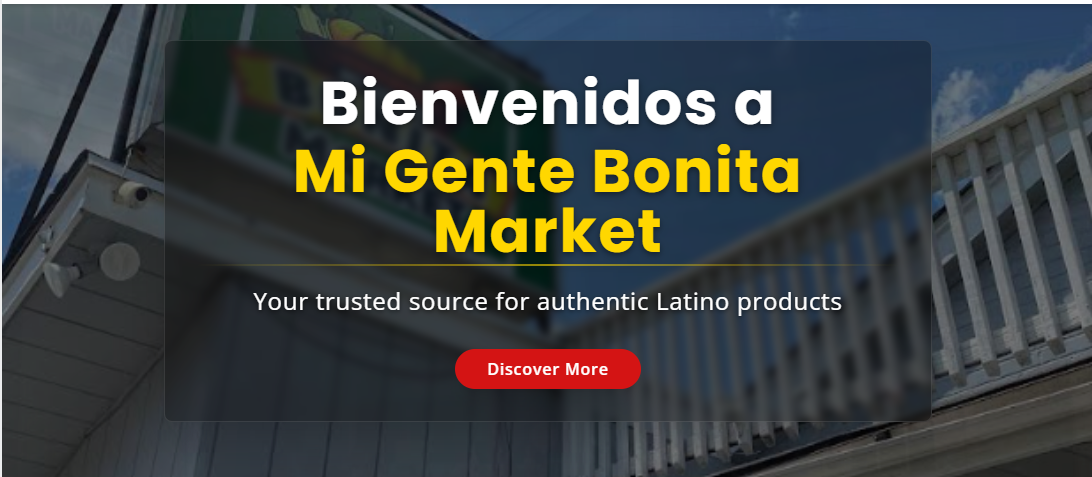 Bienvenidos a
Mi Gente Bonita
Market
Your trusted source for authentic Latino products
Discover More